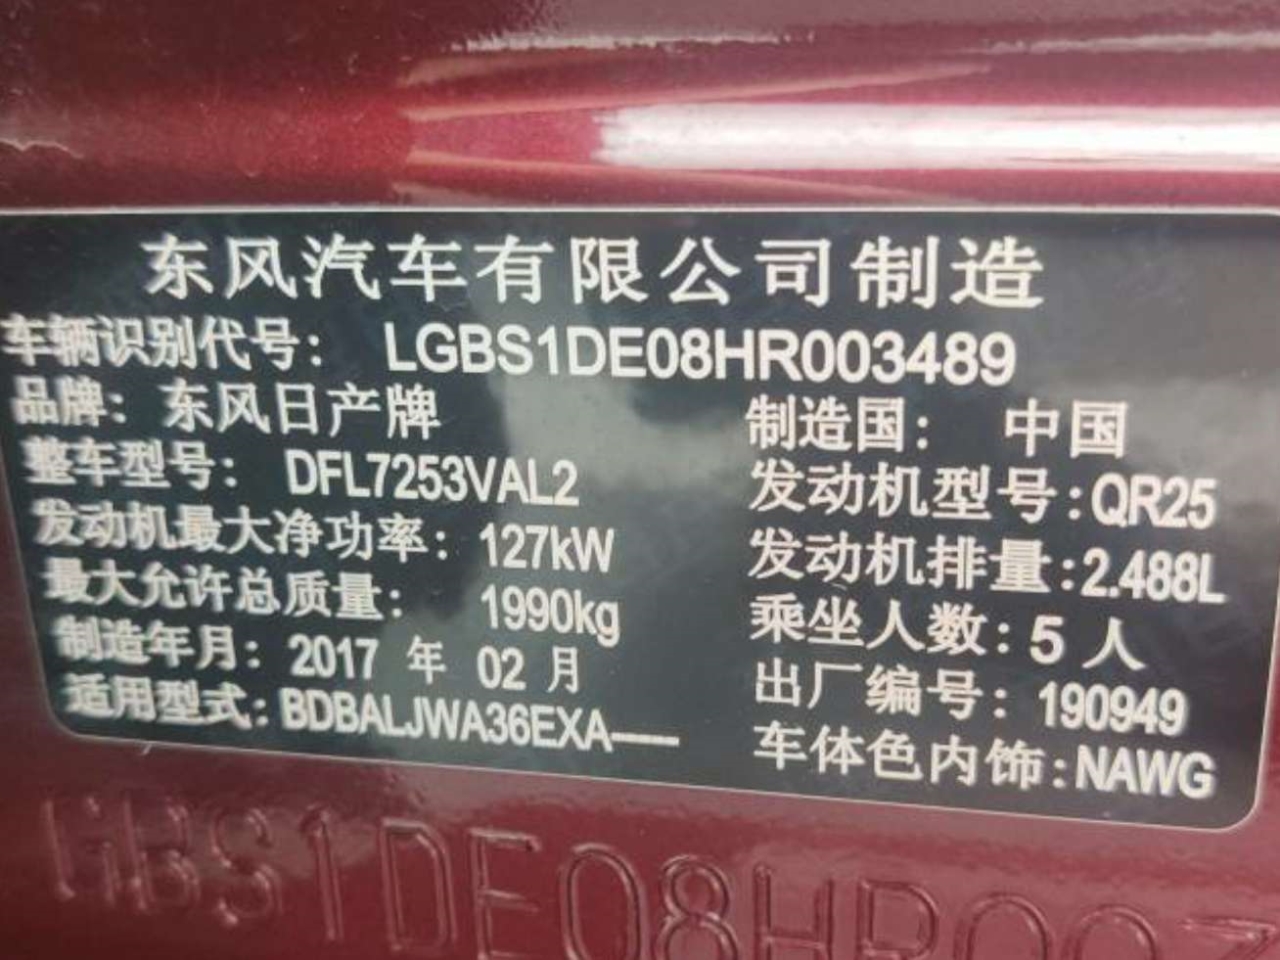 东风汽车有限公司制造
车辆识别代号: LGBS1DE08HR003489
品牌: 东风日产牌 制造国: 中国
整车型号: DFL7253VAL2 发动机型号:QR25
发动机最大净功率: 127kW 发动机排量:2.488L
最大允许总质量: 1990kg 乘坐人数: 5 人
制造年月: 2017 年 02 月 出厂编号: 190949
适用型式: BDBALJWA36EXA---- 车体色内饰:NAWG
GBS1DE08HR003